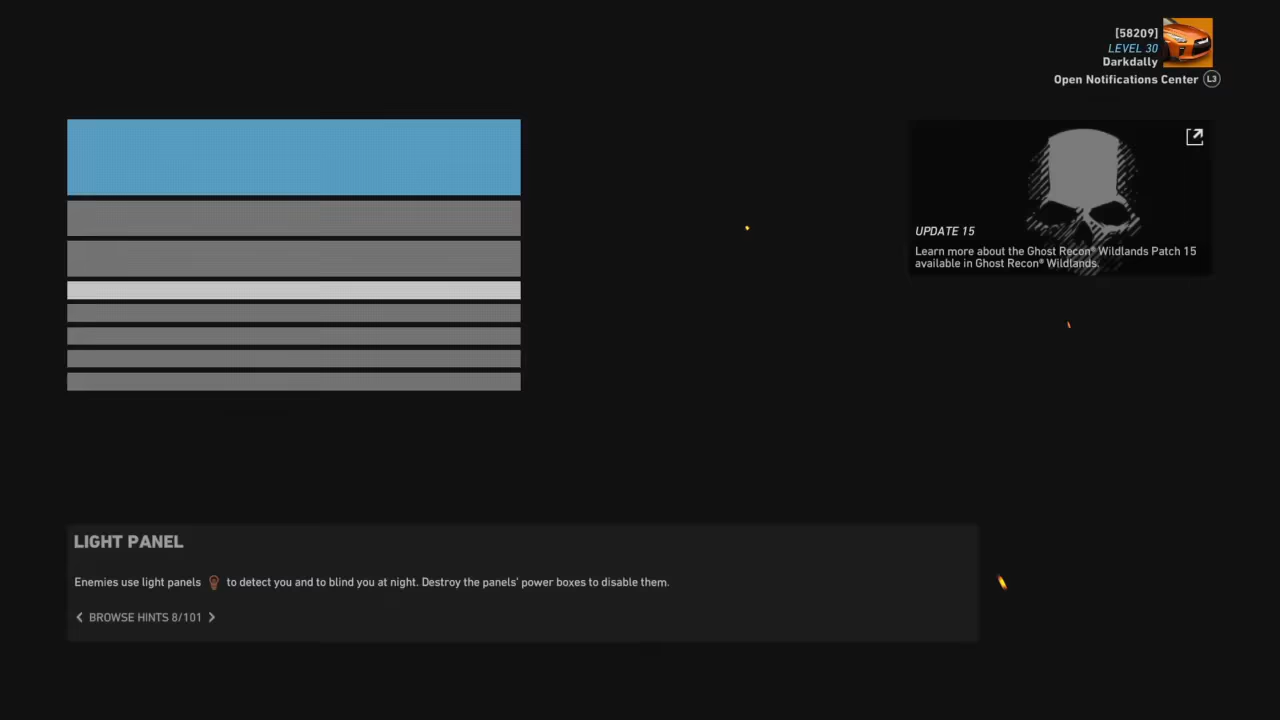 [58209]
LEVEL 30
Darkdally
Open Notifications Center L3
UPDATE 15
Learn more about the Ghost Recon® Wildlands Patch 15
available in Ghost Recon® Wildlands.
LIGHT PANEL
Enemies use light panels to detect you and to blind you at night. Destroy the panels' power boxes to disable them.
BROWSE HINTS 8/101